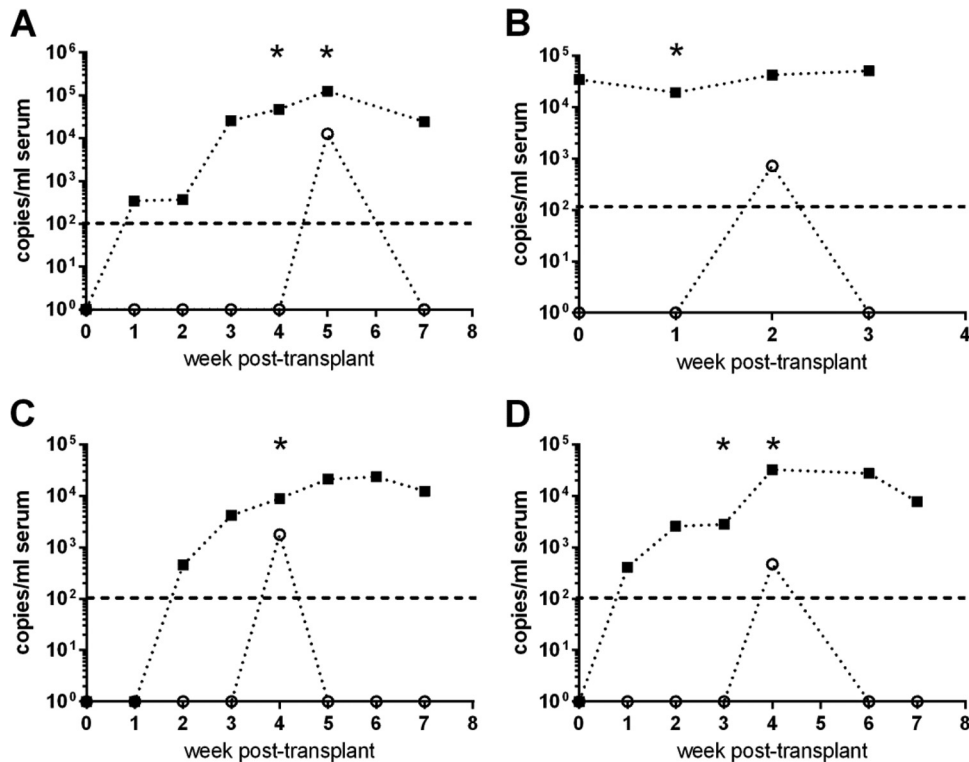 A
* *
10⁶
10⁵
10⁴
10³
10²
10¹
10⁰
copies/ml serum
0 1 2 3 4 5 6 7 8
week post-transplant
B
*
10⁵
10⁴
10³
10²
10¹
10⁰
copies/ml serum
0 1 2 3 4
week post-transplant
C
*
10⁵
10⁴
10³
10²
10¹
10⁰
copies/ml serum
0 1 2 3 4 5 6 7 8
week post-transplant
D
* *
10⁵
10⁴
10³
10²
10¹
10⁰
copies/ml serum
0 1 2 3 4 5 6 7 8
week post-transplant